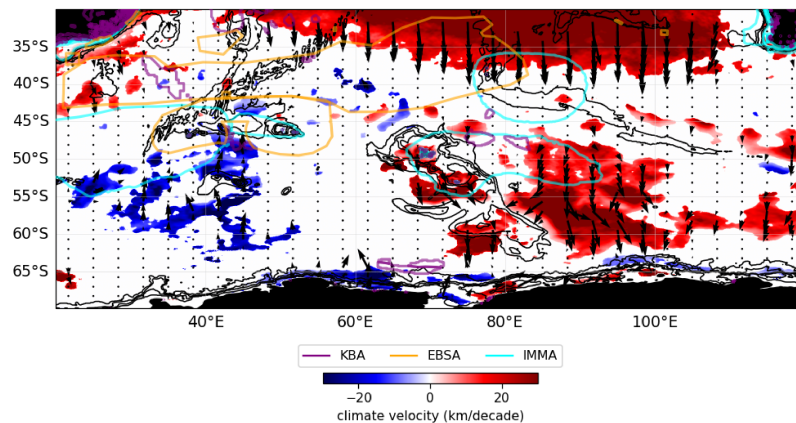 35°S
40°S
45°S
50°S
55°S
60°S
65°S
40°E 60°E 80°E 100°E
KBA EBSA IMMA
−20 0 20
climate velocity (km/decade)